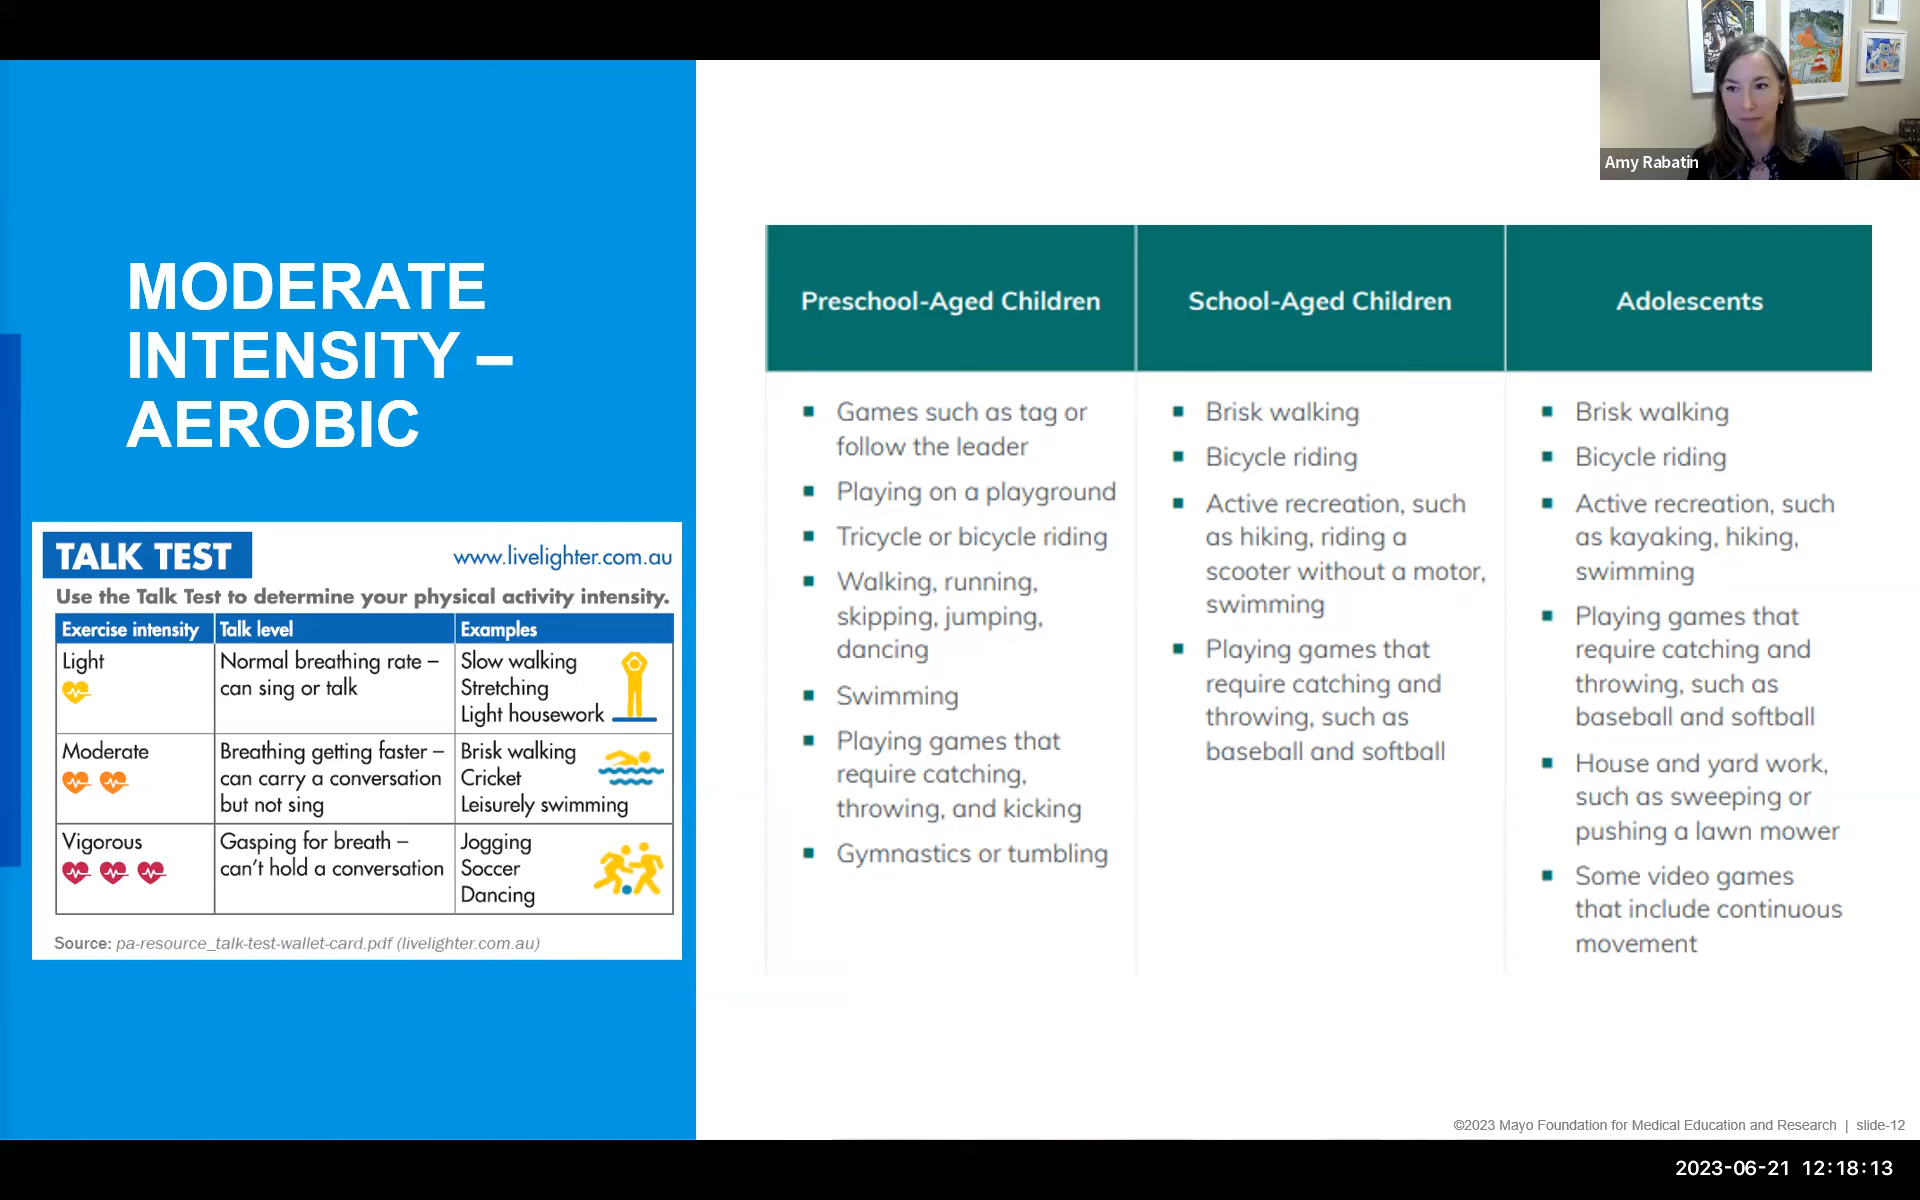 Amy Rabatin
MODERATE
INTENSITY –
AEROBIC
TALK TEST
www.livelighter.com.au
Use the Talk Test to determine your physical activity intensity.
Exercise intensity Talk level Examples
Light
Normal breathing rate –
can sing or talk
Slow walking
Stretching
Light housework
Moderate
Breathing getting faster –
can carry a conversation
but not sing
Brisk walking
Cricket
Leisurely swimming
Vigorous
Gasping for breath –
can't hold a conversation
Jogging
Soccer
Dancing
Source: pa-resource_talk-test-wallet-card.pdf (livelighter.com.au)
Preschool-Aged Children
▪ Games such as tag or
follow the leader
▪ Playing on a playground
▪ Tricycle or bicycle riding
▪ Walking, running,
skipping, jumping,
dancing
▪ Swimming
▪ Playing games that
require catching,
throwing, and kicking
▪ Gymnastics or tumbling
School-Aged Children
▪ Brisk walking
▪ Bicycle riding
▪ Active recreation, such
as hiking, riding a
scooter without a motor,
swimming
▪ Playing games that
require catching and
throwing, such as
baseball and softball
Adolescents
▪ Brisk walking
▪ Bicycle riding
▪ Active recreation, such
as kayaking, hiking,
swimming
▪ Playing games that
require catching and
throwing, such as
baseball and softball
▪ House and yard work,
such as sweeping or
pushing a lawn mower
▪ Some video games
that include continuous
movement
©2023 Mayo Foundation for Medical Education and Research | slide-12
2023-06-21 12:18:13